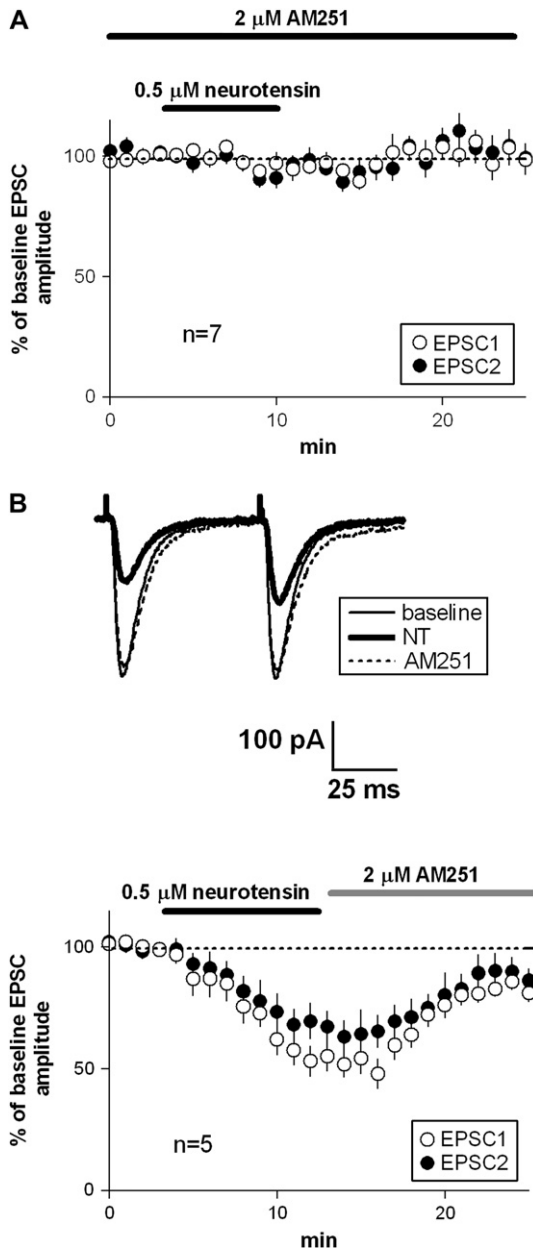 A
2 μM AM251
0.5 μM neurotensin
100
50
0
% of baseline EPSC
amplitude
n=7
EPSC1
EPSC2
0
10
20
min
B
baseline
NT
AM251
100 pA
25 ms
2 μM AM251
0.5 μM neurotensin
100
50
0
% of baseline EPSC
amplitude
n=5
EPSC1
EPSC2
0
10
20
min